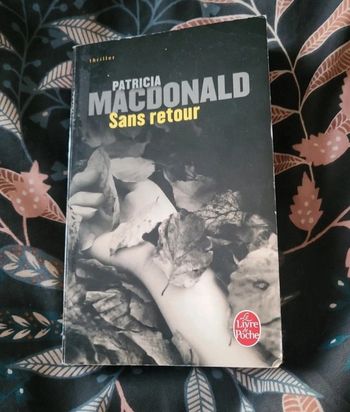 thriller
PATRICIA
MACDONALD
Sans retour
Le
Livre
de
Poche